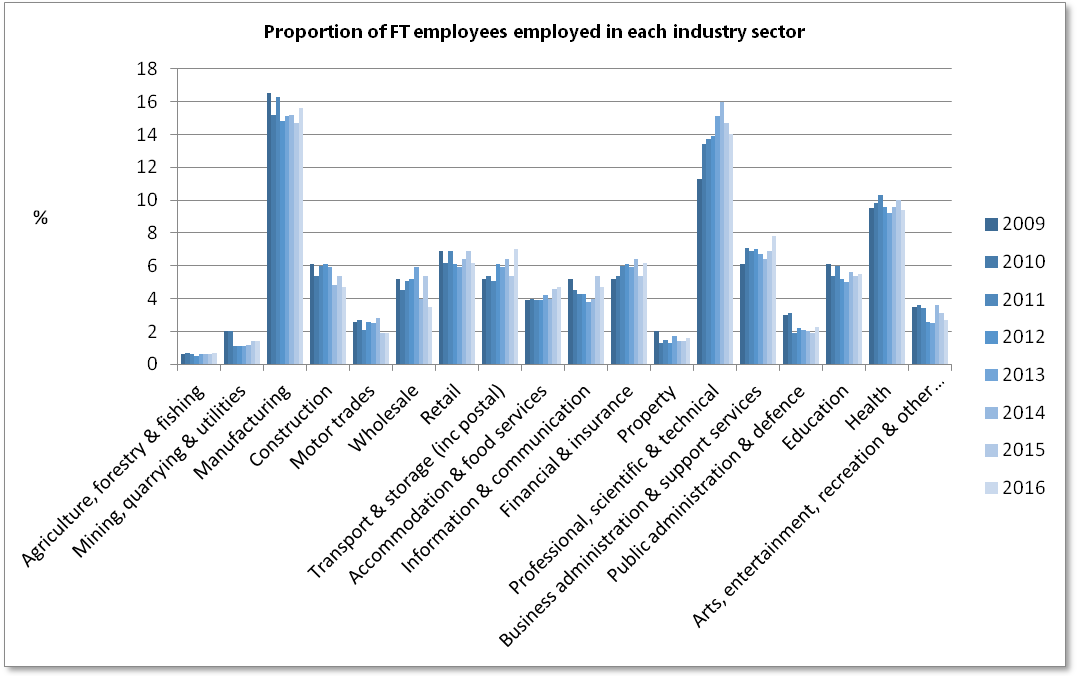 Proportion of FT employees employed in each industry sector
18
16
14
12
10
8
6
4
2
0
%
Agriculture, forestry & fishing
Mining, quarrying & utilities
Manufacturing
Construction
Motor trades
Wholesale
Retail
Transport & storage (inc postal)
Accommodation & food services
Information & communication
Financial & insurance
Property
Professional, scientific & technical
Business administration & support services
Public administration & defence
Education
Health
Arts, entertainment, recreation & other...
2009
2010
2011
2012
2013
2014
2015
2016